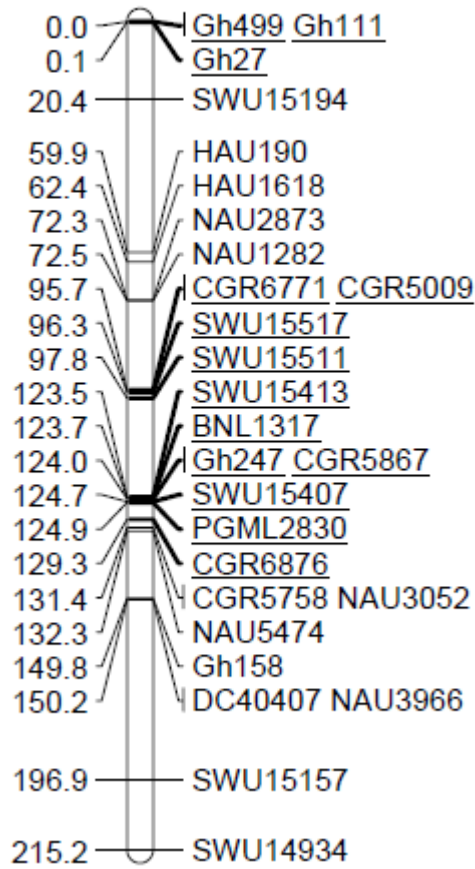 0.0 Gh499 Gh111
0.1 Gh27
20.4 SWU15194
59.9 HAU190
62.4 HAU1618
72.3 NAU2873
72.5 NAU1282
95.7 CGR6771 CGR5009
96.3 SWU15517
97.8 SWU15511
123.5 SWU15413
123.7 BNL1317
124.0 Gh247 CGR5867
124.7 SWU15407
124.9 PGML2830
129.3 CGR6876
131.4 CGR5758 NAU3052
132.3 NAU5474
149.8 Gh158
150.2 DC40407 NAU3966
196.9 SWU15157
215.2 SWU14934